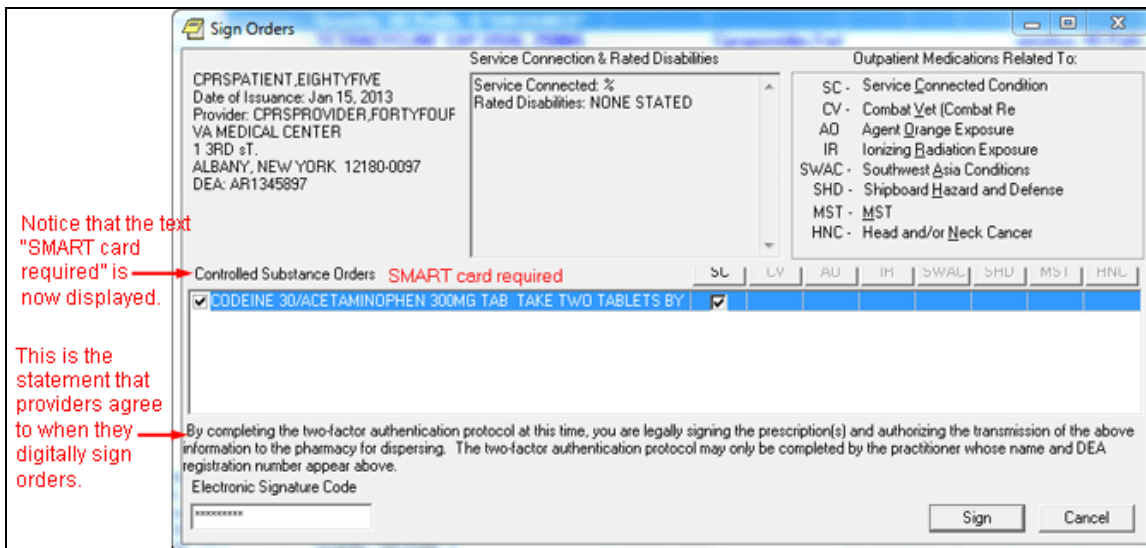 Sign Orders
CPRSPATIENT,EIGHTYFIVE
Date of Issuance: Jan 15, 2013
Provider: CPRSPROVIDER,FORTYFOUF
VA MEDICAL CENTER
1 3RD sT.
ALBANY, NEW YORK 12180-0097
DEA: AR1345897
Service Connection & Rated Disabilities
Service Connected: %
Rated Disabilities: NONE STATED
Outpatient Medications Related To:
SC - Service Connected Condition
CV - Combat Vet (Combat Re
AO Agent Orange Exposure
IR Ionizing Radiation Exposure
SWAC - Southwest Asia Conditions
SHD - Shipboard Hazard and Defense
MST - MST
HNC - Head and/or Neck Cancer
Notice that the text
"SMART card
required" is
now displayed.
Controlled Substance Orders SMART card required SC CV AO IR SWAC SHD MST HNC
CODEINE 30/ACETAMINOPHEN 300MG TAB TAKE TWO TABLETS BY
This is the
statement that
providers agree
to when they
digitally sign
orders.
By completing the two-factor authentication protocol at this time, you are legally signing the prescription(s) and authorizing the transmission of the above
information to the pharmacy for dispersing. The two-factor authentication protocol may only be completed by the practitioner whose name and DEA
registration number appear above.
Electronic Signature Code
*********
Sign Cancel